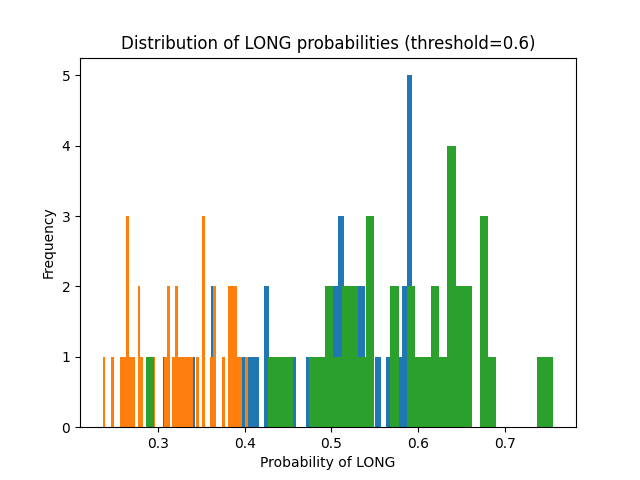 Distribution of LONG probabilities (threshold=0.6)
5
4
3
2
1
0
Frequency
0.3 0.4 0.5 0.6 0.7
Probability of LONG